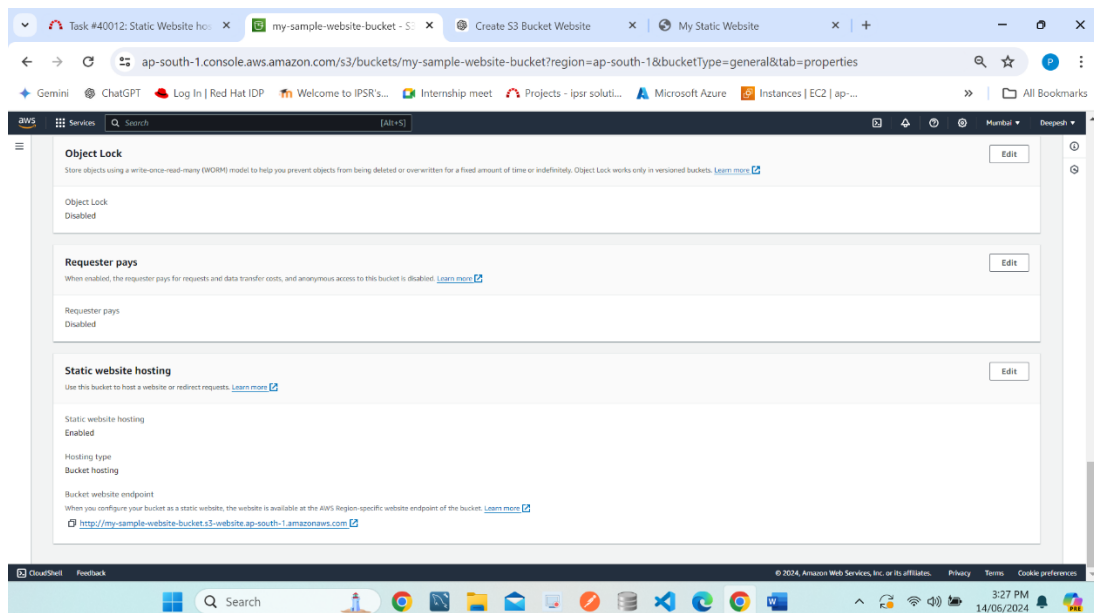 Task #40012: Static Website hos
my-sample-website-bucket - S3
Create S3 Bucket Website
My Static Website
ap-south-1.console.aws.amazon.com/s3/buckets/my-sample-website-bucket?region=ap-south-1&bucketType=general&tab=properties
P
Gemini
ChatGPT
Log In | Red Hat IDP
Welcome to IPSR's...
Internship meet
Projects - ipsr soluti...
Microsoft Azure
Instances | EC2 | ap-...
»
All Bookmarks
aws
Services
Search
[Alt+S]
Mumbai
Deepesh
Object Lock
Edit
Store objects using a write-once-read-many (WORM) model to help you prevent objects from being deleted or overwritten for a fixed amount of time or indefinitely. Object Lock works only in versioned buckets. Learn more
Object Lock
Disabled
Requester pays
Edit
When enabled, the requester pays for requests and data transfer costs, and anonymous access to this bucket is disabled. Learn more
Requester pays
Disabled
Static website hosting
Edit
Use this bucket to host a website or redirect requests. Learn more
Static website hosting
Enabled
Hosting type
Bucket hosting
Bucket website endpoint
When you configure your bucket as a static website, the website is available at the AWS Region-specific website endpoint of the bucket. Learn more
http://my-sample-website-bucket.s3-website.ap-south-1.amazonaws.com
CloudShell
Feedback
© 2024, Amazon Web Services, Inc. or its affiliates.
Privacy
Terms
Cookie preferences
Search
3:27 PM
14/06/2024
PRE